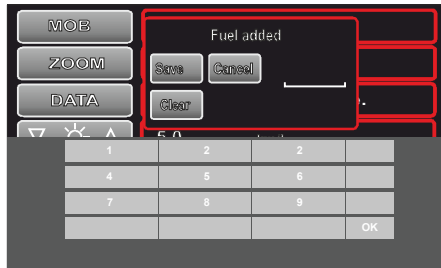 MOB
Fuel added
ZOOM
Save Cancel
DATA
Clear
5.0
1 2 2
4 5 6
7 8 9
OK